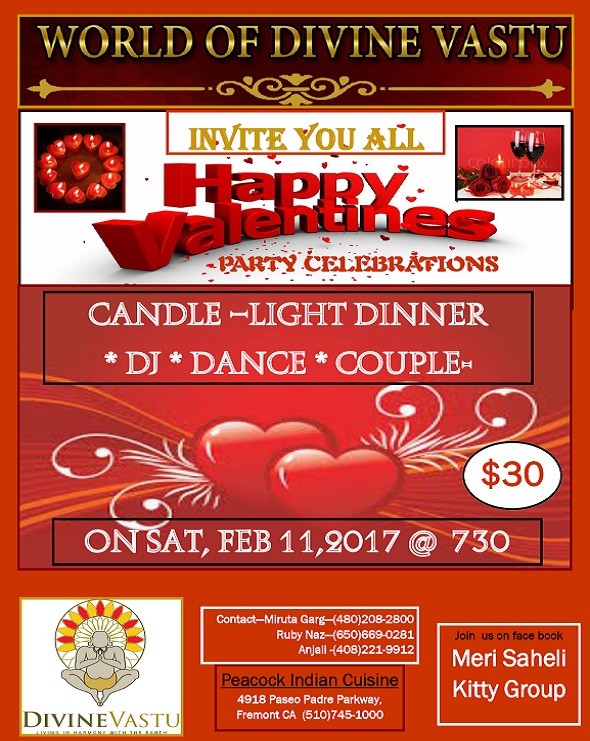 WORLD OF DIVINE VASTU
INVITE YOU ALL
Happy
Valentines
PARTY CELEBRATIONS
CANDLE -LIGHT DINNER
* DJ * DANCE * COUPLE-
$30
ON SAT, FEB 11,2017 @ 730
Contact—Miruta Garg—(480)208-2800
Ruby Naz—(650)669-0281
Anjali -(408)221-9912
Peacock Indian Cuisine
4918 Paseo Padre Parkway,
Fremont CA (510)745-1000
Join us on face book
Meri Saheli
Kitty Group
DIVINEVASTU
LIVING IN HARMONY WITH THE EARTH